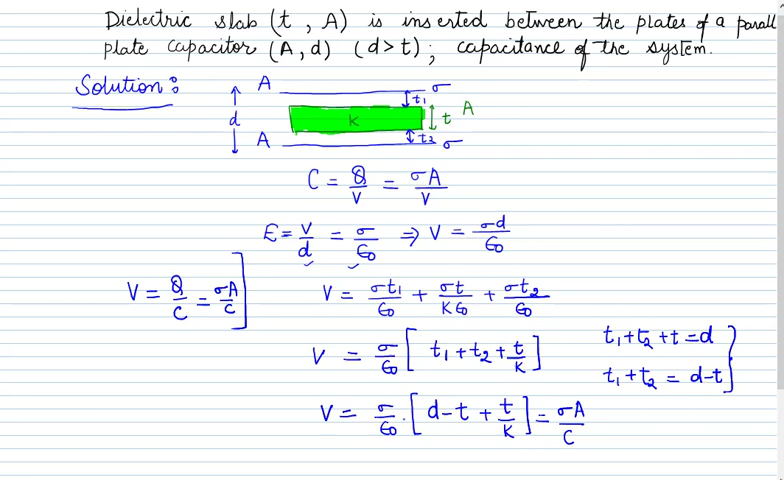 Dielectric slab (t, A) is inserted between the plates of a parall
plate capacitor (A, d) (d>t); capacitance of the system.
Solution:
A σ
t₁
d K t A
t₂
A σ
C = Q/V = σA/V
E = V/d = σ/ε₀ ⇒ V = σd/ε₀
V = Q/C = σA/C ]
V = σt₁/ε₀ + σt/Kε₀ + σt₂/ε₀
V = σ/ε₀ [ t₁+t₂+t/K ]
t₁+t₂+t = d
t₁+t₂ = d-t }
V = σ/ε₀ . [ d-t + t/K ] = σA/C